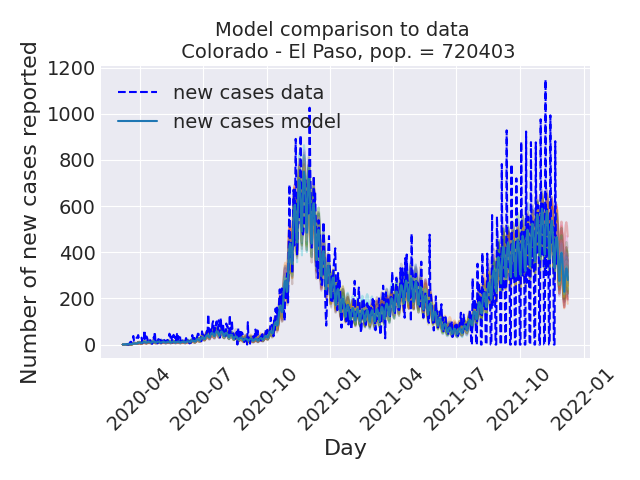 Model comparison to data
Colorado - El Paso, pop. = 720403
Number of new cases reported
1200
1000
800
600
400
200
0
new cases data
new cases model
2020-04
2020-07
2020-10
2021-01
2021-04
2021-07
2021-10
2022-01
Day